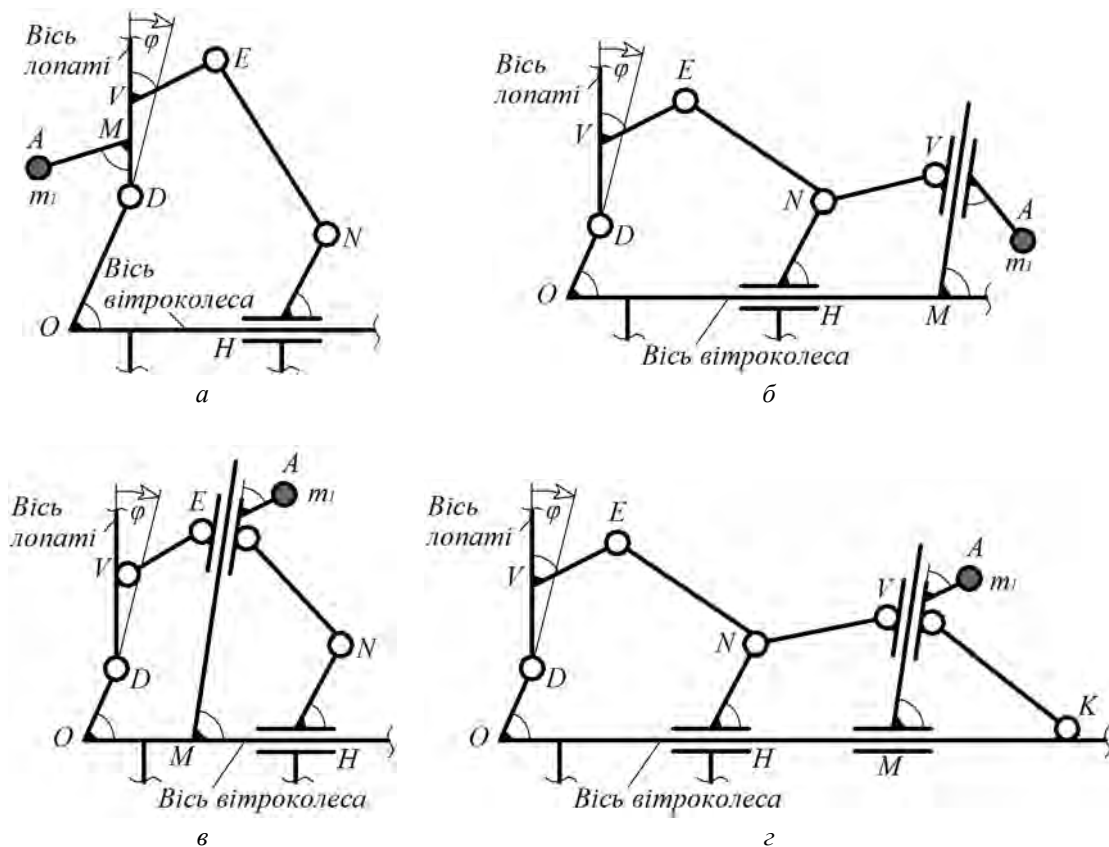 Вісь
лопаті
φ
E
V
M
A
m₁
D
N
Вісь
вітроколеса
O
H
а
Вісь
лопаті
φ
E
V
D
N
V
A
m₁
O
H
M
Вісь вітроколеса
б
Вісь
лопаті
φ
E
A
m₁
V
D
N
O
M
H
Вісь вітроколеса
в
Вісь
лопаті
φ
E
V
D
N
V
A
m₁
K
O
H
M
Вісь вітроколеса
г